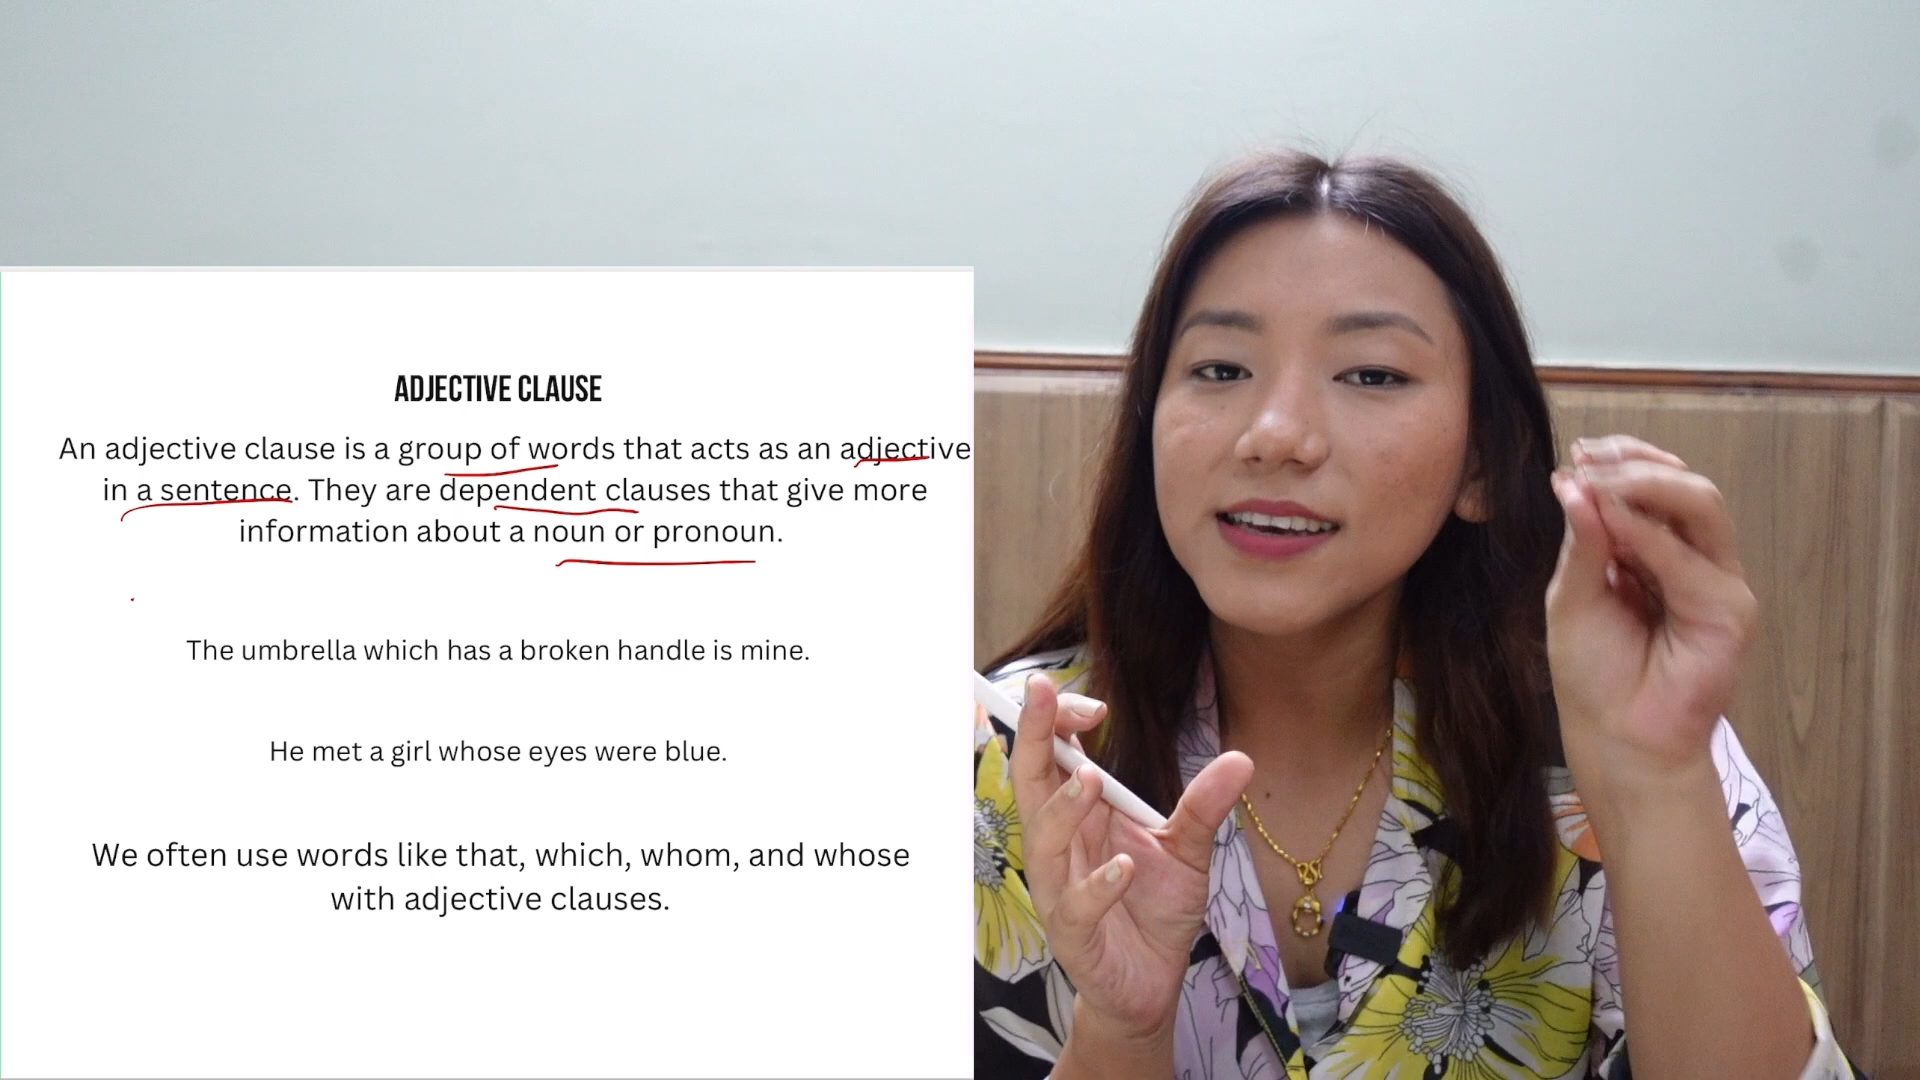 ADJECTIVE CLAUSE
An adjective clause is a group of words that acts as an adjective
in a sentence. They are dependent clauses that give more
information about a noun or pronoun.
The umbrella which has a broken handle is mine.
He met a girl whose eyes were blue.
We often use words like that, which, whom, and whose
with adjective clauses.